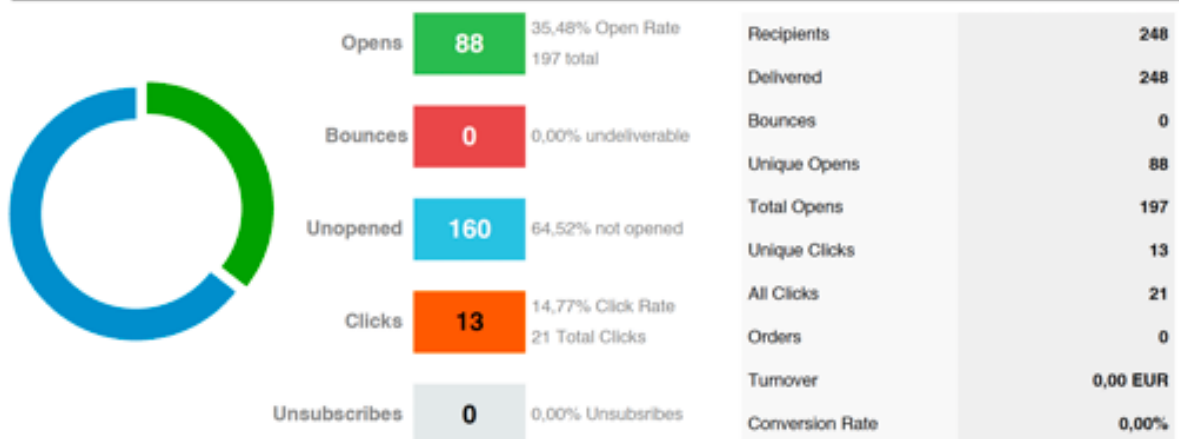 Opens 88 35,48% Open Rate
197 total
Bounces 0 0,00% undeliverable
Unopened 160 64,52% not opened
Clicks 13 14,77% Click Rate
21 Total Clicks
Unsubscribes 0 0,00% Unsubsribes
Recipients 248
Delivered 248
Bounces 0
Unique Opens 88
Total Opens 197
Unique Clicks 13
All Clicks 21
Orders 0
Turnover 0,00 EUR
Conversion Rate 0,00%